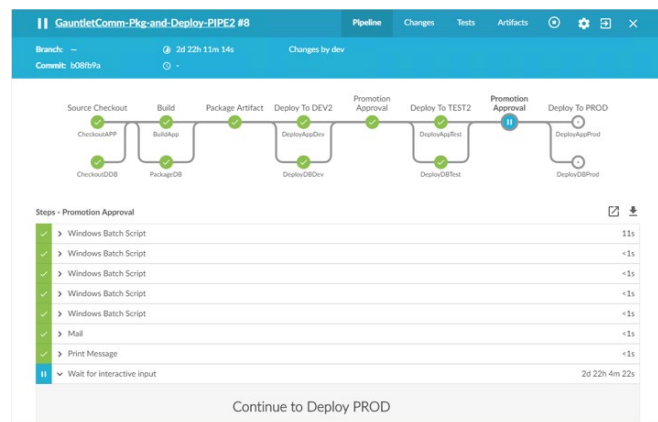 GauntletComm-Pkg-and-Deploy-PIPE2 #8
Pipeline Changes Tests Artifacts
Branch: — 2d 22h 11m 14s Changes by dev
Commit: b08fb9a -
Source Checkout Build Package Artifact Deploy To DEV2 Promotion Approval Deploy To TEST2 Promotion Approval Deploy To PROD
CheckoutAPP BuildApp DeployAppDev DeployAppTest DeployAppProd
CheckoutDDB PackageDB DeployDBDev DeployDBTest DeployDBProd
Steps - Promotion Approval
Windows Batch Script 11s
Windows Batch Script <1s
Windows Batch Script <1s
Windows Batch Script <1s
Windows Batch Script <1s
Mail <1s
Print Message <1s
Wait for interactive input 2d 22h 4m 22s
Continue to Deploy PROD